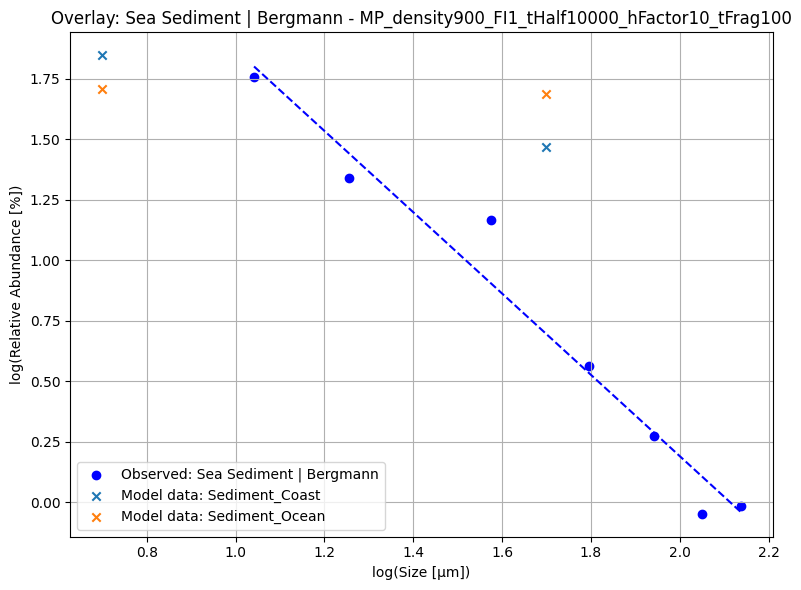 Overlay: Sea Sediment | Bergmann - MP_density900_FI1_tHalf10000_hFactor10_tFrag100
log(Relative Abundance [%])
1.75
1.50
1.25
1.00
0.75
0.50
0.25
0.00
Observed: Sea Sediment | Bergmann
Model data: Sediment_Coast
Model data: Sediment_Ocean
0.8
1.0
1.2
1.4
1.6
1.8
2.0
2.2
log(Size [µm])